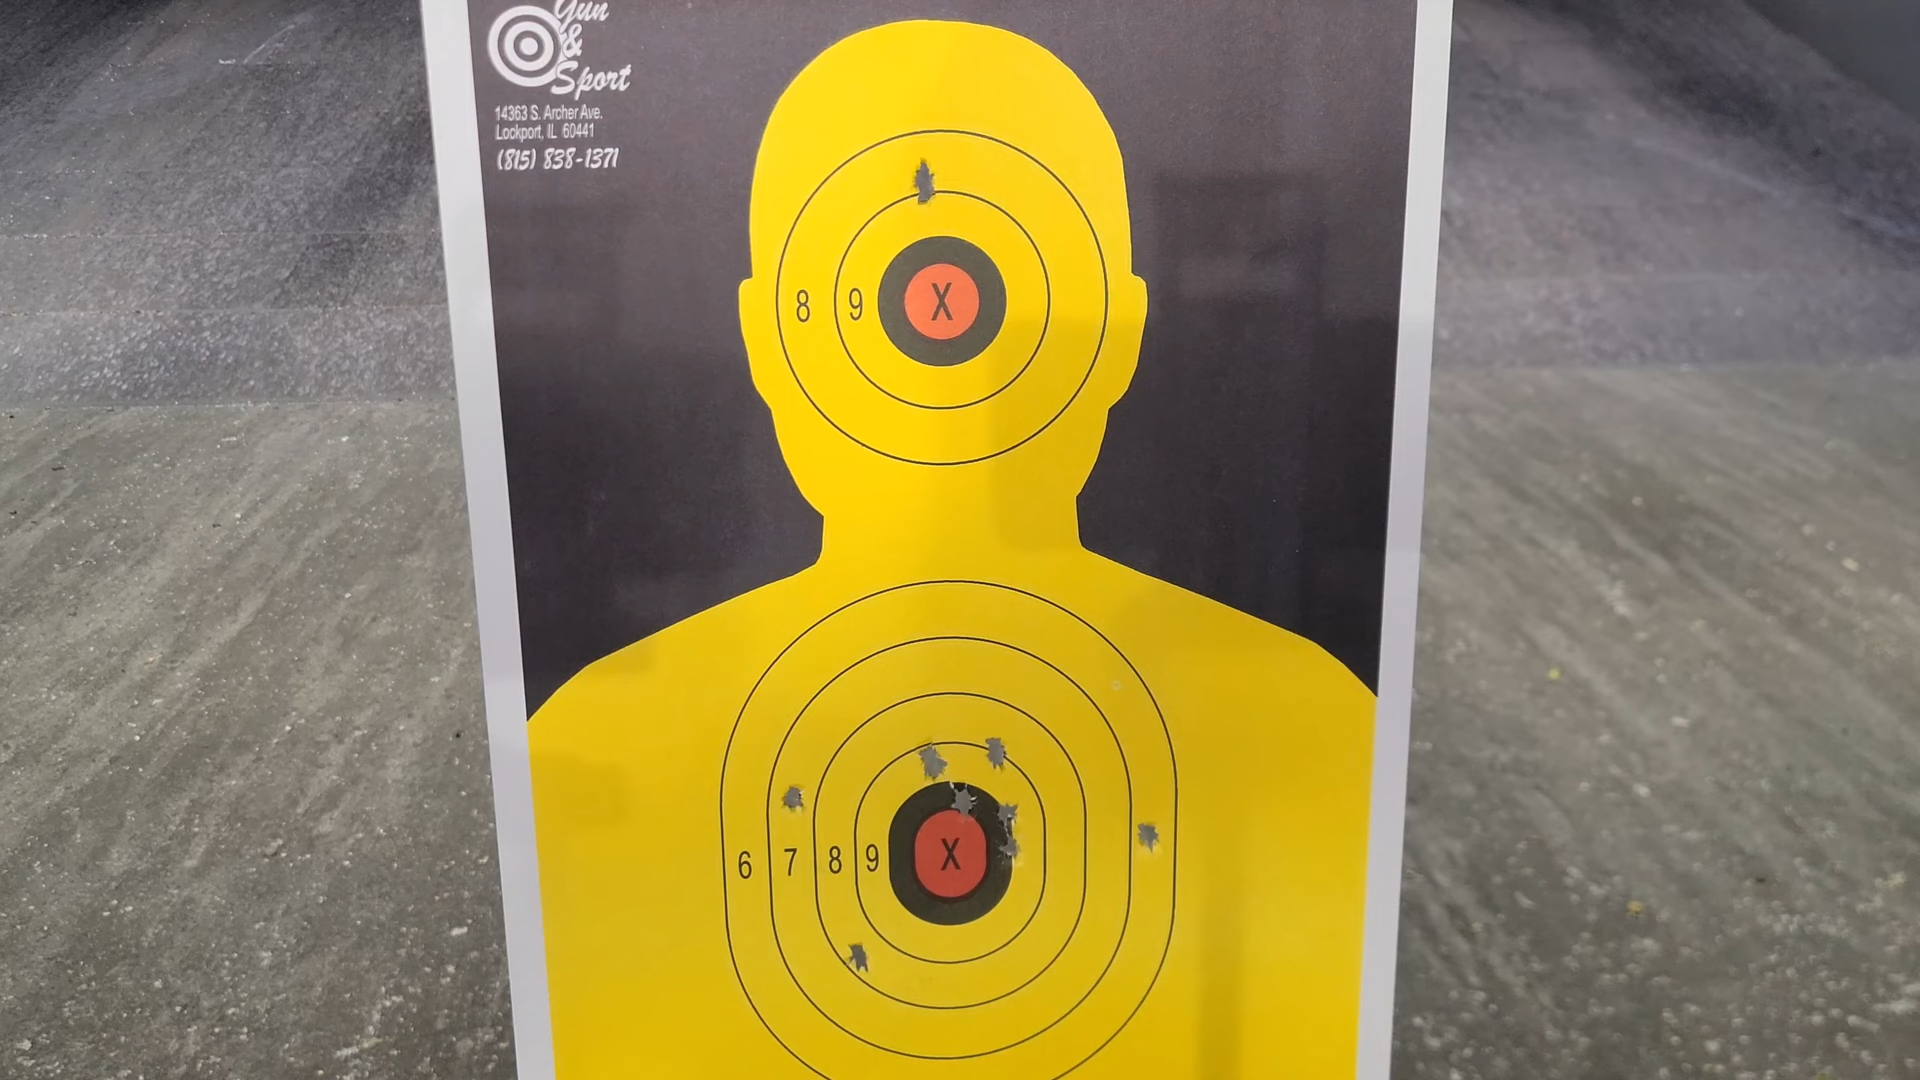 Gun
&
Sport
14363 S. Archer Ave.
Lockport, IL 60441
(815) 838-1371
8 9 X
6 7 8 9 X